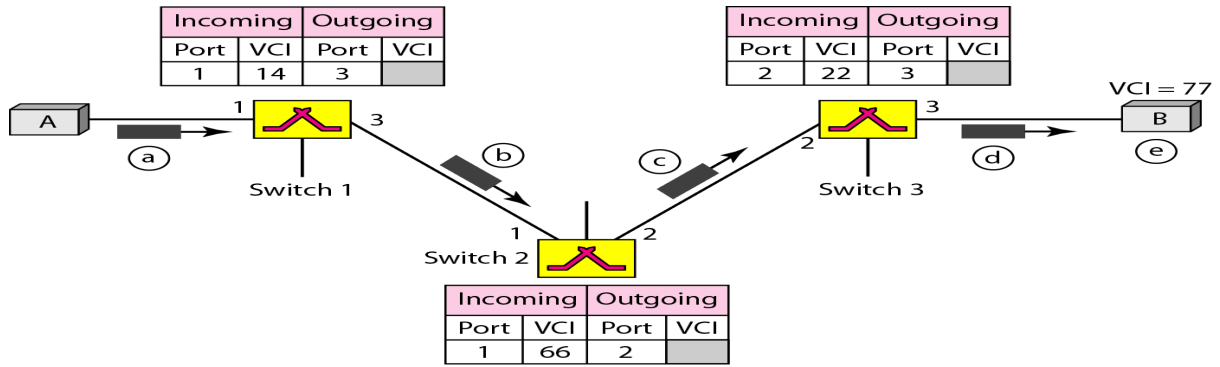 Incoming Outgoing
Port VCI Port VCI
1 14 3
Incoming Outgoing
Port VCI Port VCI
2 22 3
VCI = 77
A
1
3
a
Switch 1
b
c
2
3
Switch 3
d
B
e
1
2
Switch 2
Incoming Outgoing
Port VCI Port VCI
1 66 2